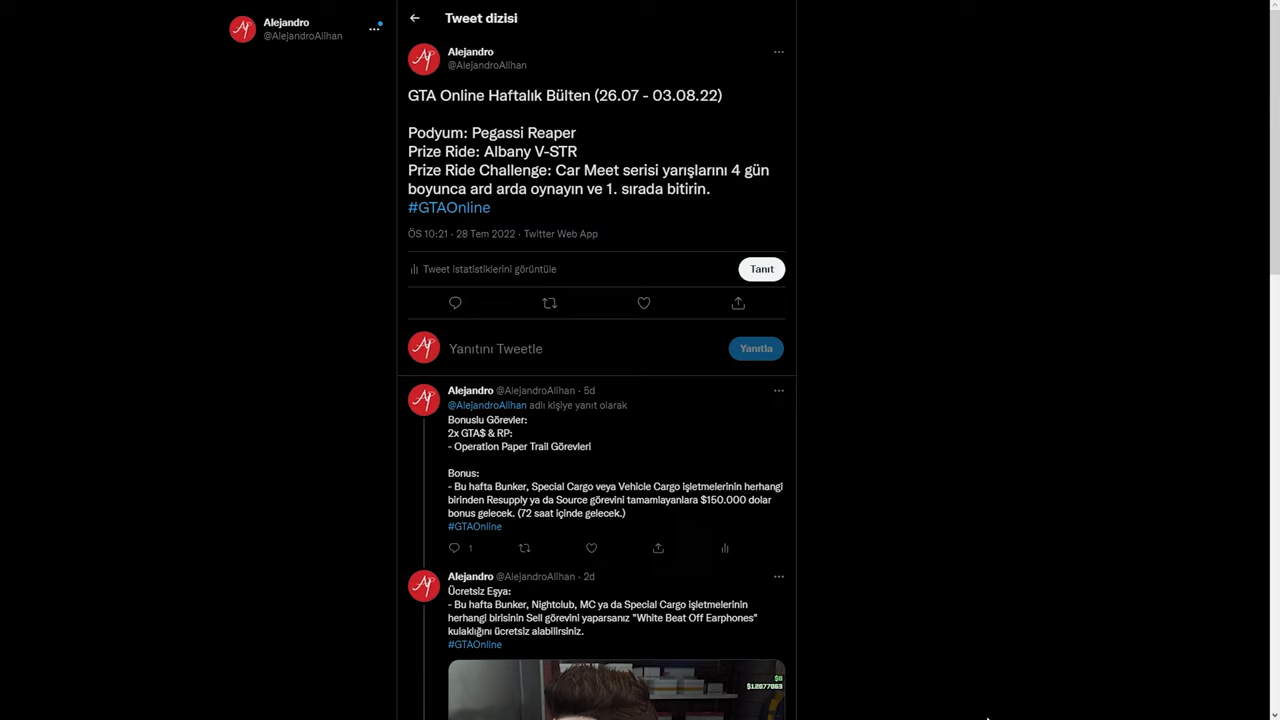 Alejandro
@AlejandroAlihan
Tweet dizisi
Alejandro
@AlejandroAlihan
GTA Online Haftalık Bülten (26.07 - 03.08.22)
Podyum: Pegassi Reaper
Prize Ride: Albany V-STR
Prize Ride Challenge: Car Meet serisi yarışlarını 4 gün
boyunca ard arda oynayın ve 1. sırada bitirin.
#GTAOnline
ÖS 10:21 · 28 Tem 2022 · Twitter Web App
Tweet istatistiklerini görüntüle
Tanıt
Yanıtını Tweetle
Yanıtla
Alejandro @AlejandroAlihan · 5d
@AlejandroAlihan adlı kişiye yanıt olarak
Bonuslu Görevler:
2x GTA$ & RP:
- Operation Paper Trail Görevleri
Bonus:
- Bu hafta Bunker, Special Cargo veya Vehicle Cargo işletmelerinin herhangi
birinden Resupply ya da Source görevini tamamlayanlara $150.000 dolar
bonus gelecek. (72 saat içinde gelecek.)
#GTAOnline
1
Alejandro @AlejandroAlihan · 2d
Ücretsiz Eşya:
- Bu hafta Bunker, Nightclub, MC ya da Special Cargo işletmelerinin
herhangi birisinin Sell görevini yaparsanız "White Beat Off Earphones"
kulaklığını ücretsiz alabilirsiniz.
#GTAOnline